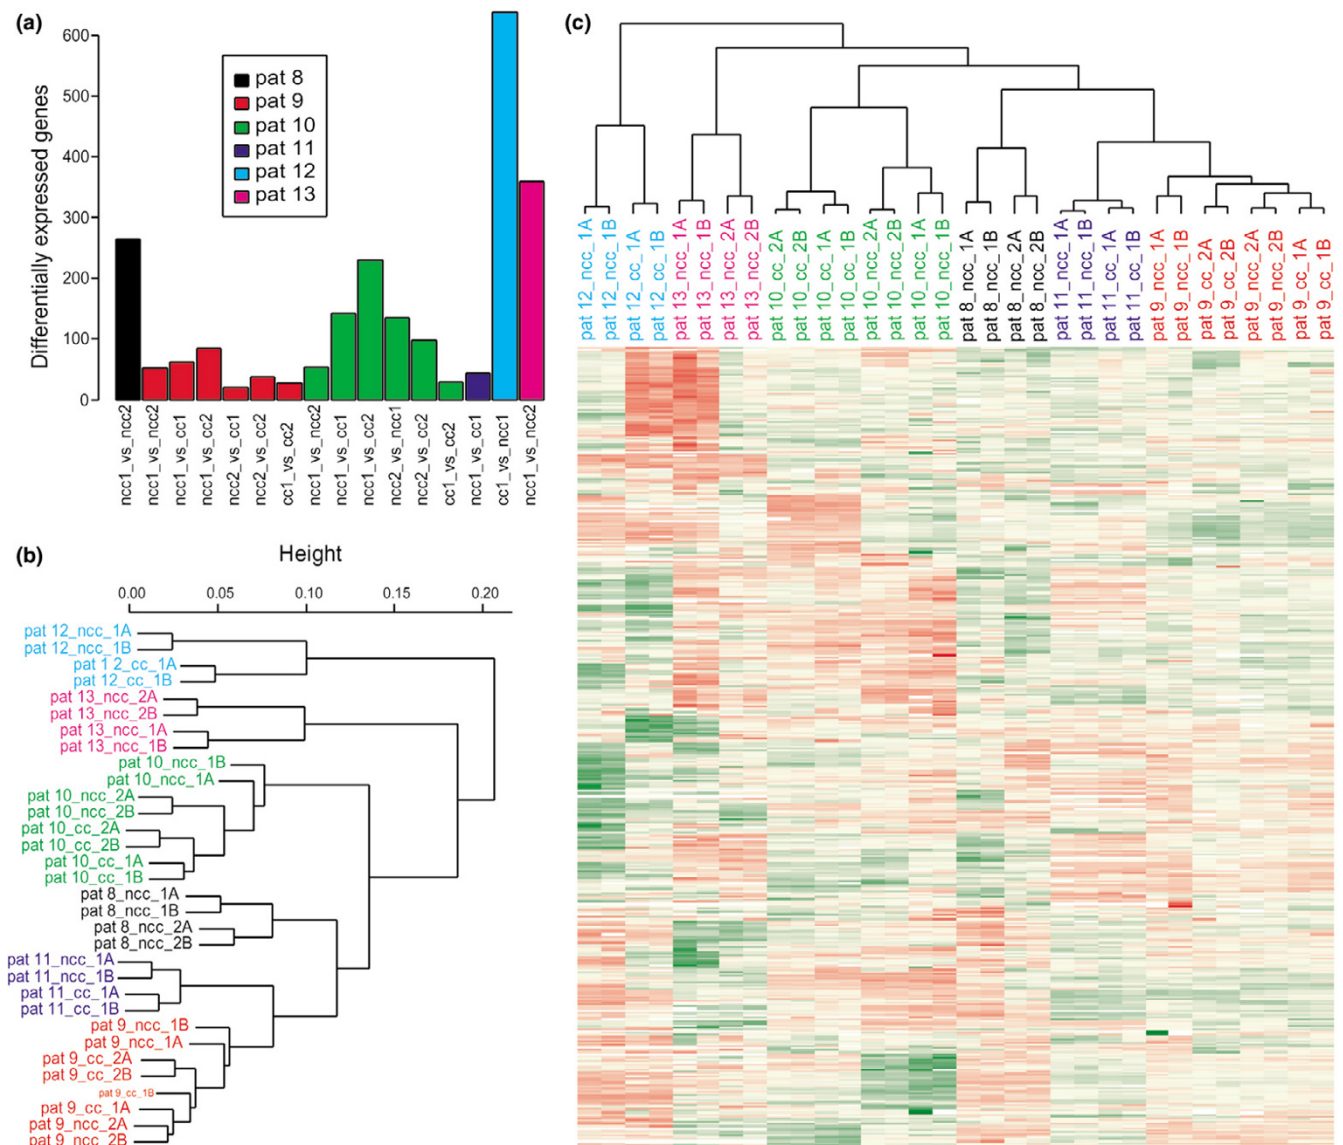 (a)
Differentially expressed genes
600
500
400
300
200
100
0
pat 8
pat 9
pat 10
pat 11
pat 12
pat 13
ncc1_vs_ncc2
ncc1_vs_ncc2
ncc1_vs_cc1
ncc1_vs_cc2
ncc2_vs_cc1
ncc2_vs_cc2
cc1_vs_cc2
ncc1_vs_ncc2
ncc1_vs_cc1
ncc1_vs_cc2
ncc2_vs_ncc1
ncc2_vs_cc2
cc1_vs_cc2
ncc1_vs_cc1
cc1_vs_ncc1
ncc1_vs_ncc2
(b)
Height
0.00 0.05 0.10 0.15 0.20
pat 12_ncc_1A
pat 12_ncc_1B
pat 1 2_cc_1A
pat 12_cc_1B
pat 13_ncc_2A
pat 13_ncc_2B
pat 13_ncc_1A
pat 13_ncc_1B
pat 10_ncc_1B
pat 10_ncc_1A
pat 10_ncc_2A
pat 10_ncc_2B
pat 10_cc_2A
pat 10_cc_2B
pat 10_cc_1A
pat 10_cc_1B
pat 8_ncc_1A
pat 8_ncc_1B
pat 8_ncc_2A
pat 8_ncc_2B
pat 11_ncc_1A
pat 11_ncc_1B
pat 11_cc_1A
pat 11_cc_1B
pat 9_ncc_1B
pat 9_ncc_1A
pat 9_cc_2A
pat 9_cc_2B
pat 9_cc_1B
pat 9_cc_1A
pat 9_ncc_2A
pat 9_ncc_2B
(c)
pat 12_ncc_1A
pat 12_ncc_1B
pat 12_cc_1A
pat 12_cc_1B
pat 13_ncc_1A
pat 13_ncc_1B
pat 13_ncc_2A
pat 13_ncc_2B
pat 10_cc_2A
pat 10_cc_2B
pat 10_cc_1A
pat 10_cc_1B
pat 10_ncc_2A
pat 10_ncc_2B
pat 10_ncc_1A
pat 10_ncc_1B
pat 8_ncc_1A
pat 8_ncc_1B
pat 8_ncc_2A
pat 8_ncc_2B
pat 11_ncc_1A
pat 11_ncc_1B
pat 11_cc_1A
pat 11_cc_1B
pat 9_ncc_1A
pat 9_ncc_1B
pat 9_cc_2A
pat 9_cc_2B
pat 9_ncc_2A
pat 9_ncc_2B
pat 9_cc_1A
pat 9_cc_1B